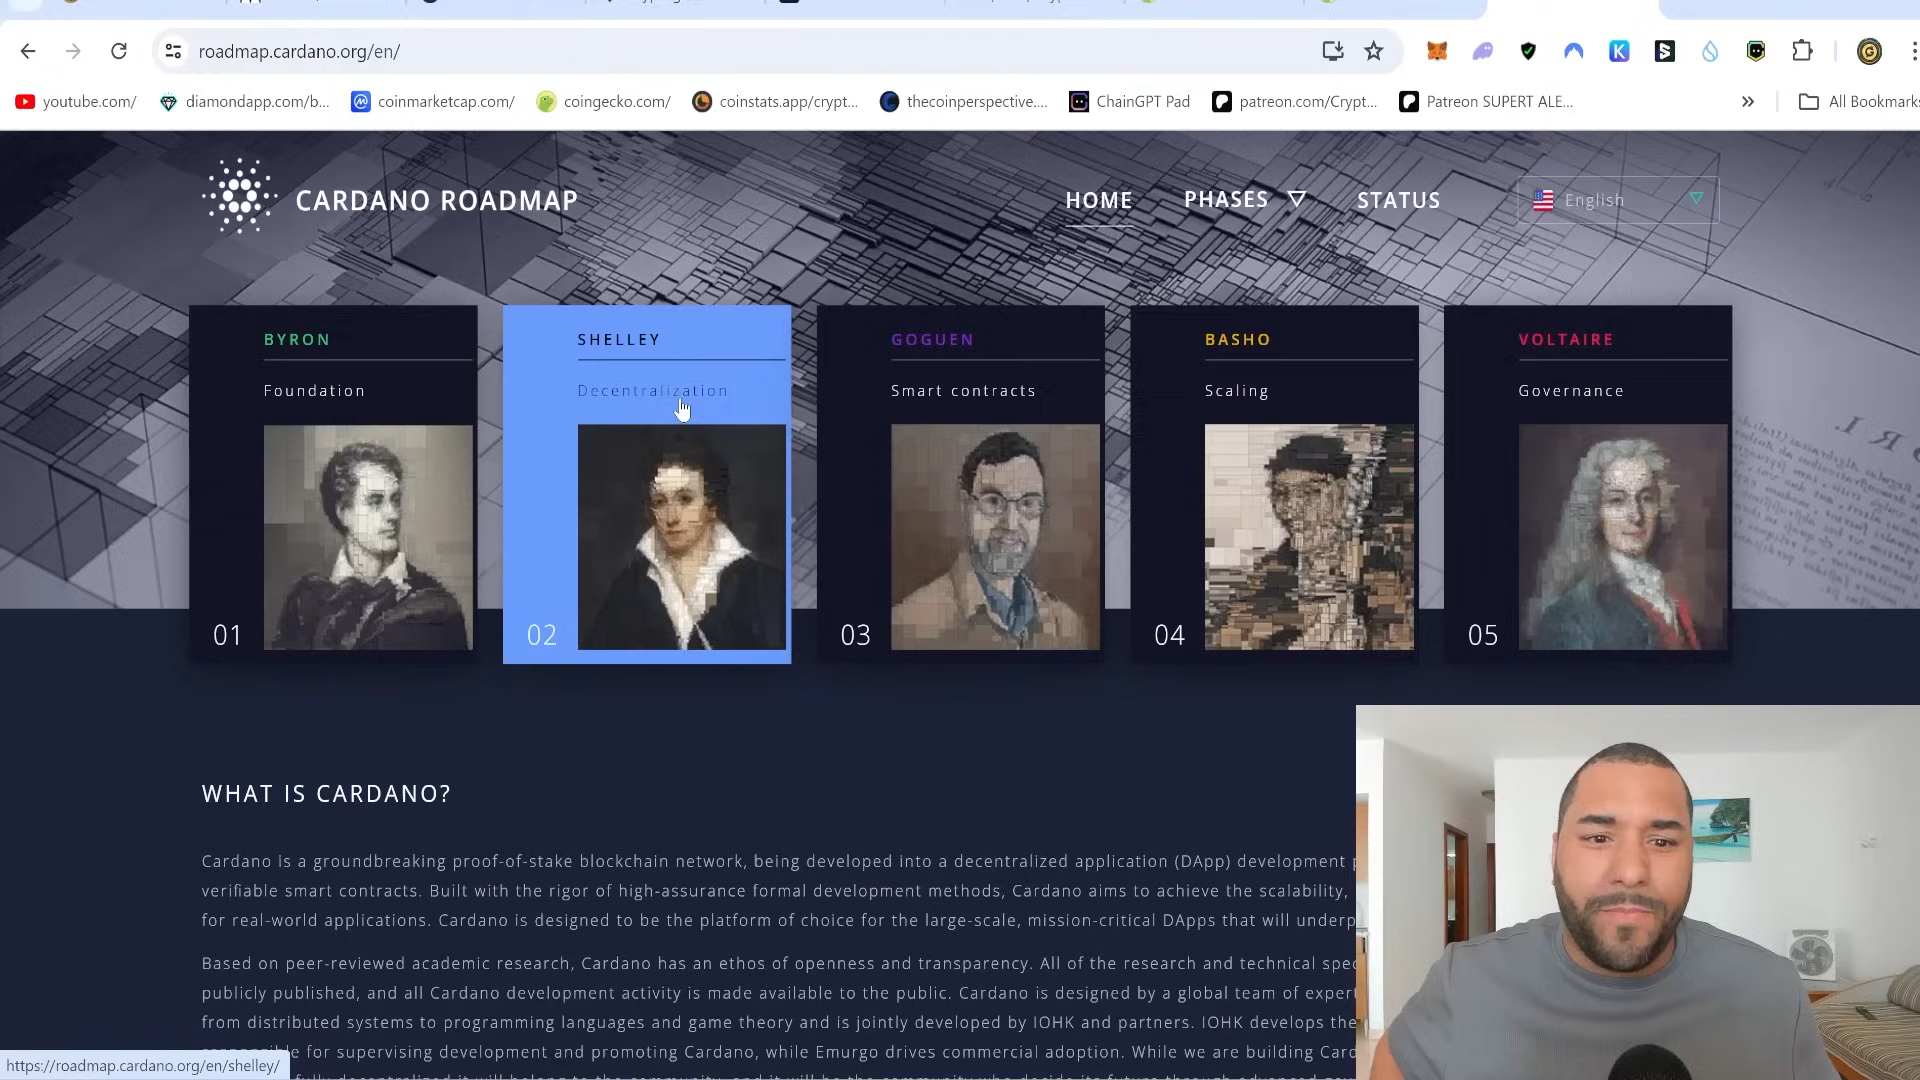 roadmap.cardano.org/en/
youtube.com/
diamondapp.com/b...
coinmarketcap.com/
coingecko.com/
coinstats.app/crypt...
thecoinperspective....
ChainGPT Pad
patreon.com/Crypt...
Patreon SUPERT ALE...
All Bookmarks
CARDANO ROADMAP
HOME
PHASES
STATUS
English
BYRON
Foundation
01
SHELLEY
Decentralization
02
GOGUEN
Smart contracts
03
BASHO
Scaling
04
VOLTAIRE
Governance
05
WHAT IS CARDANO?
Cardano is a groundbreaking proof-of-stake blockchain network, being developed into a decentralized application (DApp) development
verifiable smart contracts. Built with the rigor of high-assurance formal development methods, Cardano aims to achieve the scalability,
for real-world applications. Cardano is designed to be the platform of choice for the large-scale, mission-critical DApps that will underp
Based on peer-reviewed academic research, Cardano has an ethos of openness and transparency. All of the research and technical spec
publicly published, and all Cardano development activity is made available to the public. Cardano is designed by a global team of expert
from distributed systems to programming languages and game theory and is jointly developed by IOHK and partners. IOHK develops the
for supervising development and promoting Cardano, while Emurgo drives commercial adoption. While we are building Card
https://roadmap.cardano.org/en/shelley/